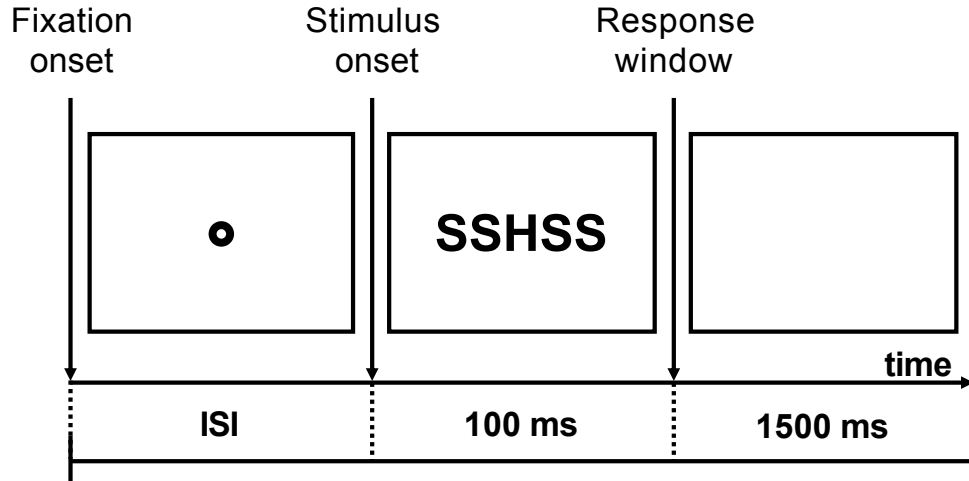 Fixation
onset
Stimulus
onset
Response
window
SSHSS
time
ISI
100 ms
1500 ms